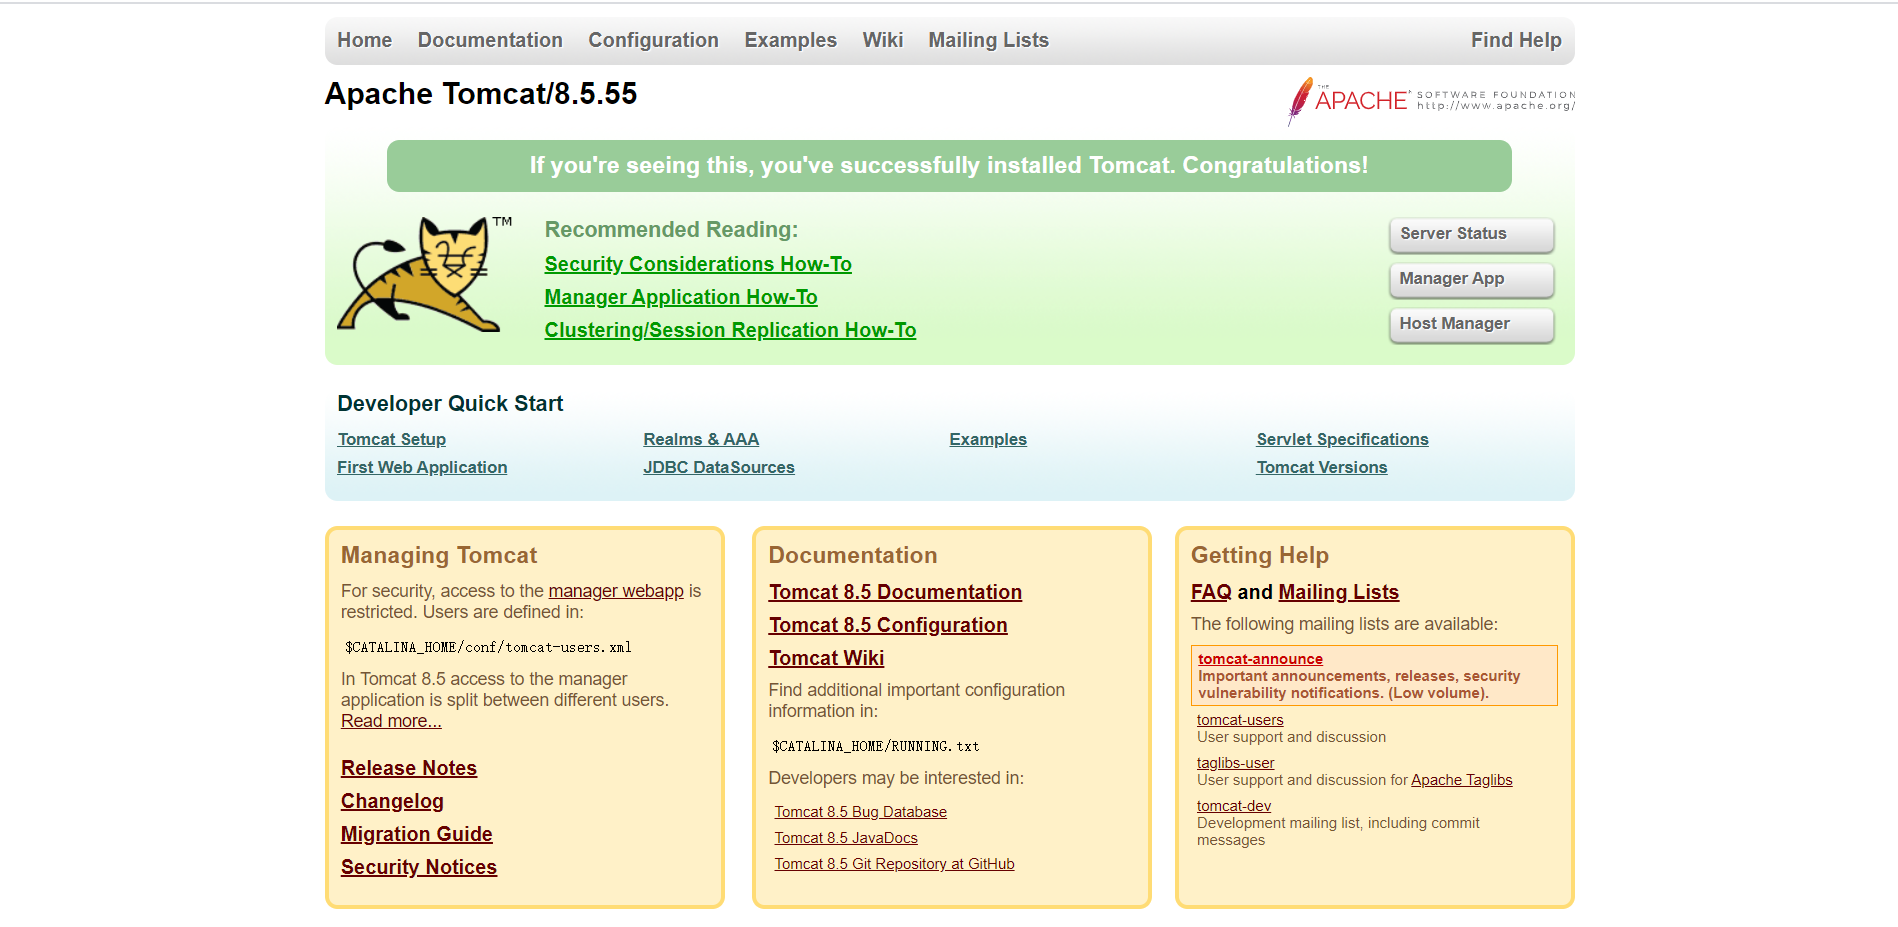 Home Documentation Configuration Examples Wiki Mailing Lists Find Help
Apache Tomcat/8.5.55
THE APACHE SOFTWARE FOUNDATION
http://www.apache.org/
If you're seeing this, you've successfully installed Tomcat. Congratulations!
TM
Recommended Reading:
Security Considerations How-To
Manager Application How-To
Clustering/Session Replication How-To
Server Status
Manager App
Host Manager
Developer Quick Start
Tomcat Setup
First Web Application
Realms & AAA
JDBC DataSources
Examples
Servlet Specifications
Tomcat Versions
Managing Tomcat
For security, access to the manager webapp is
restricted. Users are defined in:
$CATALINA_HOME/conf/tomcat-users.xml
In Tomcat 8.5 access to the manager
application is split between different users.
Read more...
Release Notes
Changelog
Migration Guide
Security Notices
Documentation
Tomcat 8.5 Documentation
Tomcat 8.5 Configuration
Tomcat Wiki
Find additional important configuration
information in:
$CATALINA_HOME/RUNNING.txt
Developers may be interested in:
Tomcat 8.5 Bug Database
Tomcat 8.5 JavaDocs
Tomcat 8.5 Git Repository at GitHub
Getting Help
FAQ and Mailing Lists
The following mailing lists are available:
tomcat-announce
Important announcements, releases, security
vulnerability notifications. (Low volume).
tomcat-users
User support and discussion
taglibs-user
User support and discussion for Apache Taglibs
tomcat-dev
Development mailing list, including commit
messages